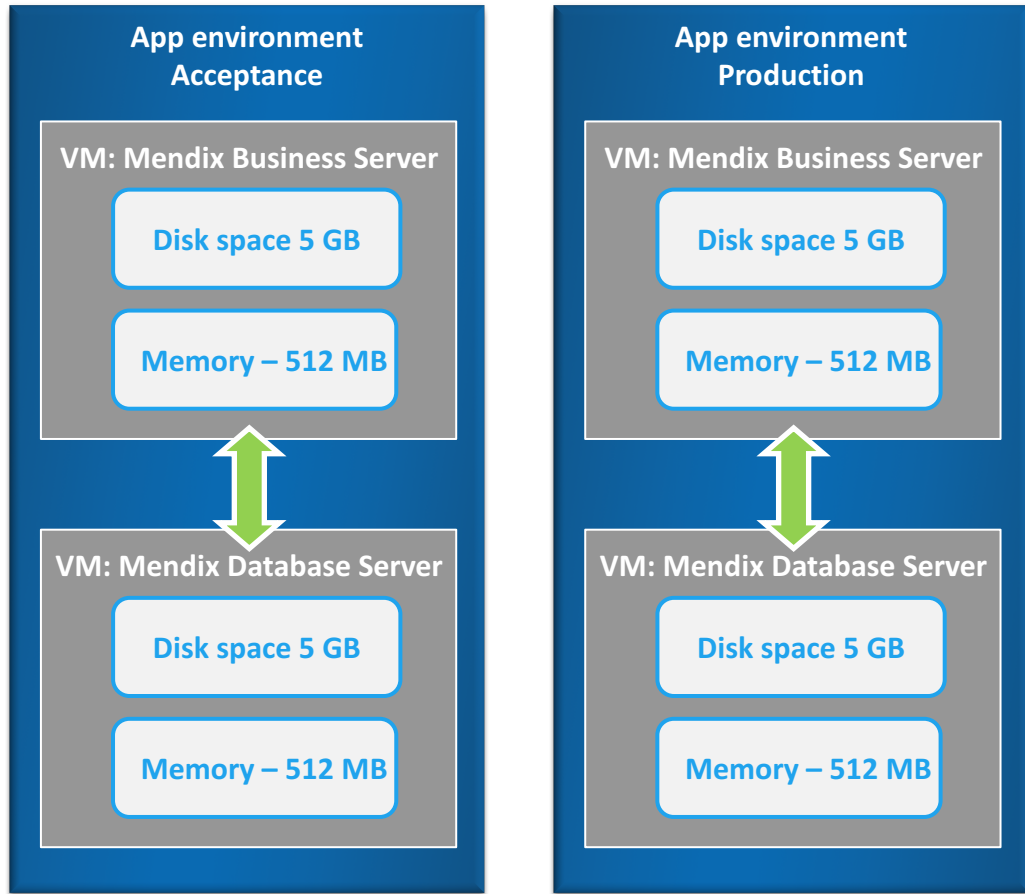 App environment
Acceptance
VM: Mendix Business Server
Disk space 5 GB
Memory – 512 MB
VM: Mendix Database Server
Disk space 5 GB
Memory – 512 MB
App environment
Production
VM: Mendix Business Server
Disk space 5 GB
Memory – 512 MB
VM: Mendix Database Server
Disk space 5 GB
Memory – 512 MB